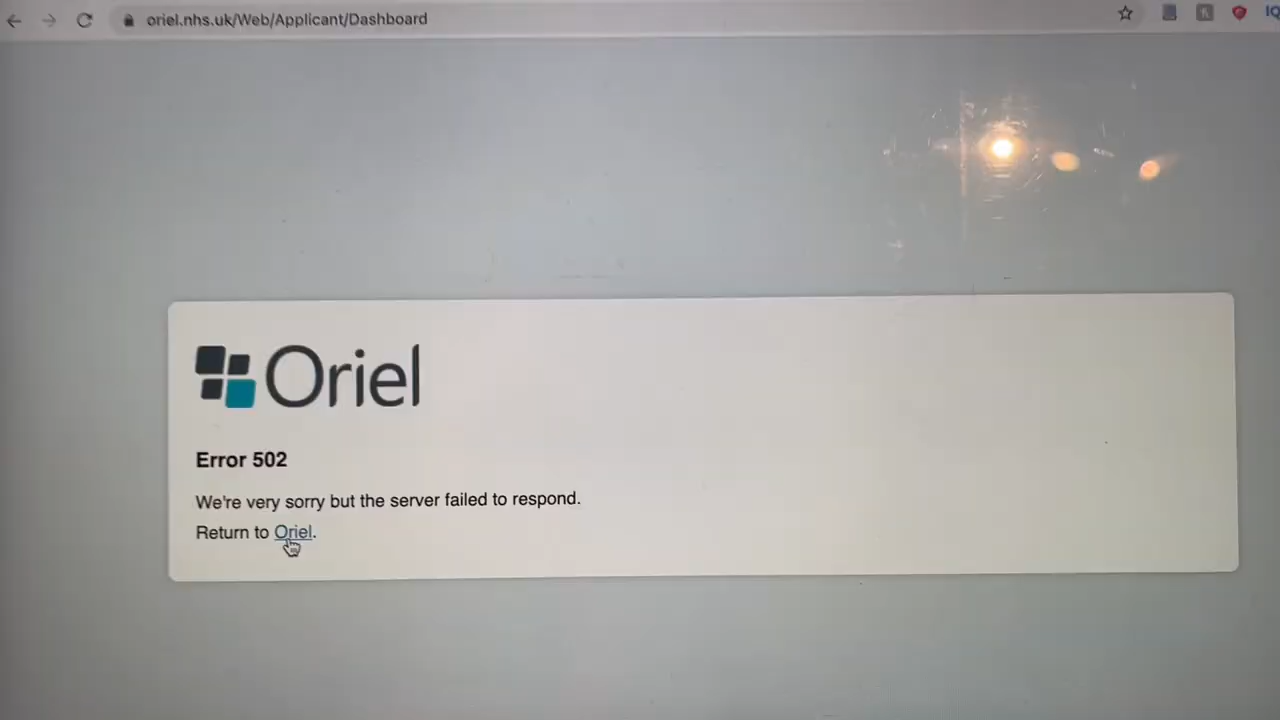 oriel.nhs.uk/Web/Applicant/Dashboard
Oriel
Error 502
We're very sorry but the server failed to respond.
Return to Oriel.